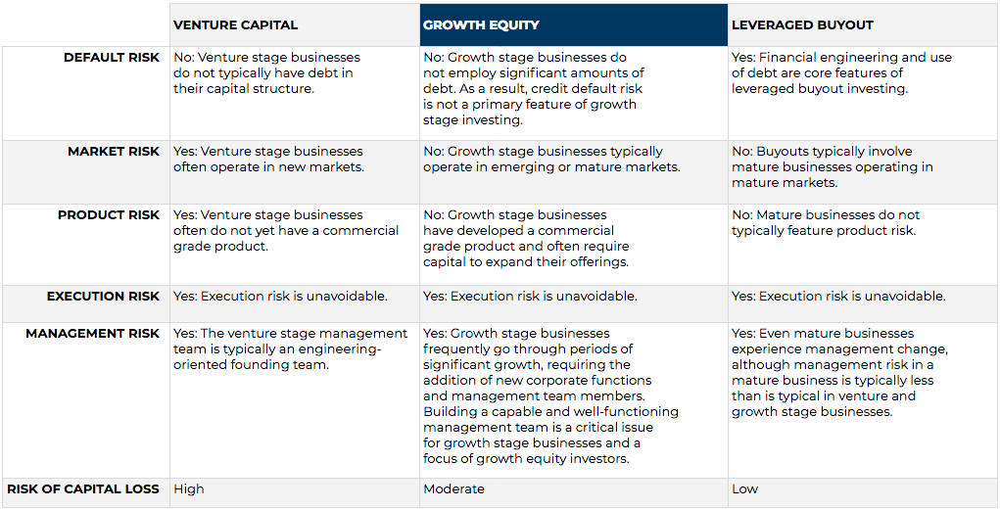 VENTURE CAPITAL
GROWTH EQUITY
LEVERAGED BUYOUT
DEFAULT RISK
No: Venture stage businesses
do not typically have debt in
their capital structure.
No: Growth stage businesses do
not employ significant amounts of
debt. As a result, credit default risk
is not a primary feature of growth
stage investing.
Yes: Financial engineering and use
of debt are core features of
leveraged buyout investing.
MARKET RISK
Yes: Venture stage businesses
often operate in new markets.
No: Growth stage businesses typically
operate in emerging or mature markets.
No: Buyouts typically involve
mature businesses operating in
mature markets.
PRODUCT RISK
Yes: Venture stage businesses
often do not yet have a commercial
grade product.
No: Growth stage businesses
have developed a commercial
grade product and often require
capital to expand their offerings.
No: Mature businesses do not
typically feature product risk.
EXECUTION RISK
Yes: Execution risk is unavoidable.
Yes: Execution risk is unavoidable.
Yes: Execution risk is unavoidable.
MANAGEMENT RISK
Yes: The venture stage management
team is typically an engineering-
oriented founding team.
Yes: Growth stage businesses
frequently go through periods of
significant growth, requiring the
addition of new corporate functions
and management team members.
Building a capable and well-functioning
management team is a critical issue
for growth stage businesses and a
focus of growth equity investors.
Yes: Even mature businesses
experience management change,
although management risk in a
mature business is typically less
than is typical in venture and
growth stage businesses.
RISK OF CAPITAL LOSS
High
Moderate
Low